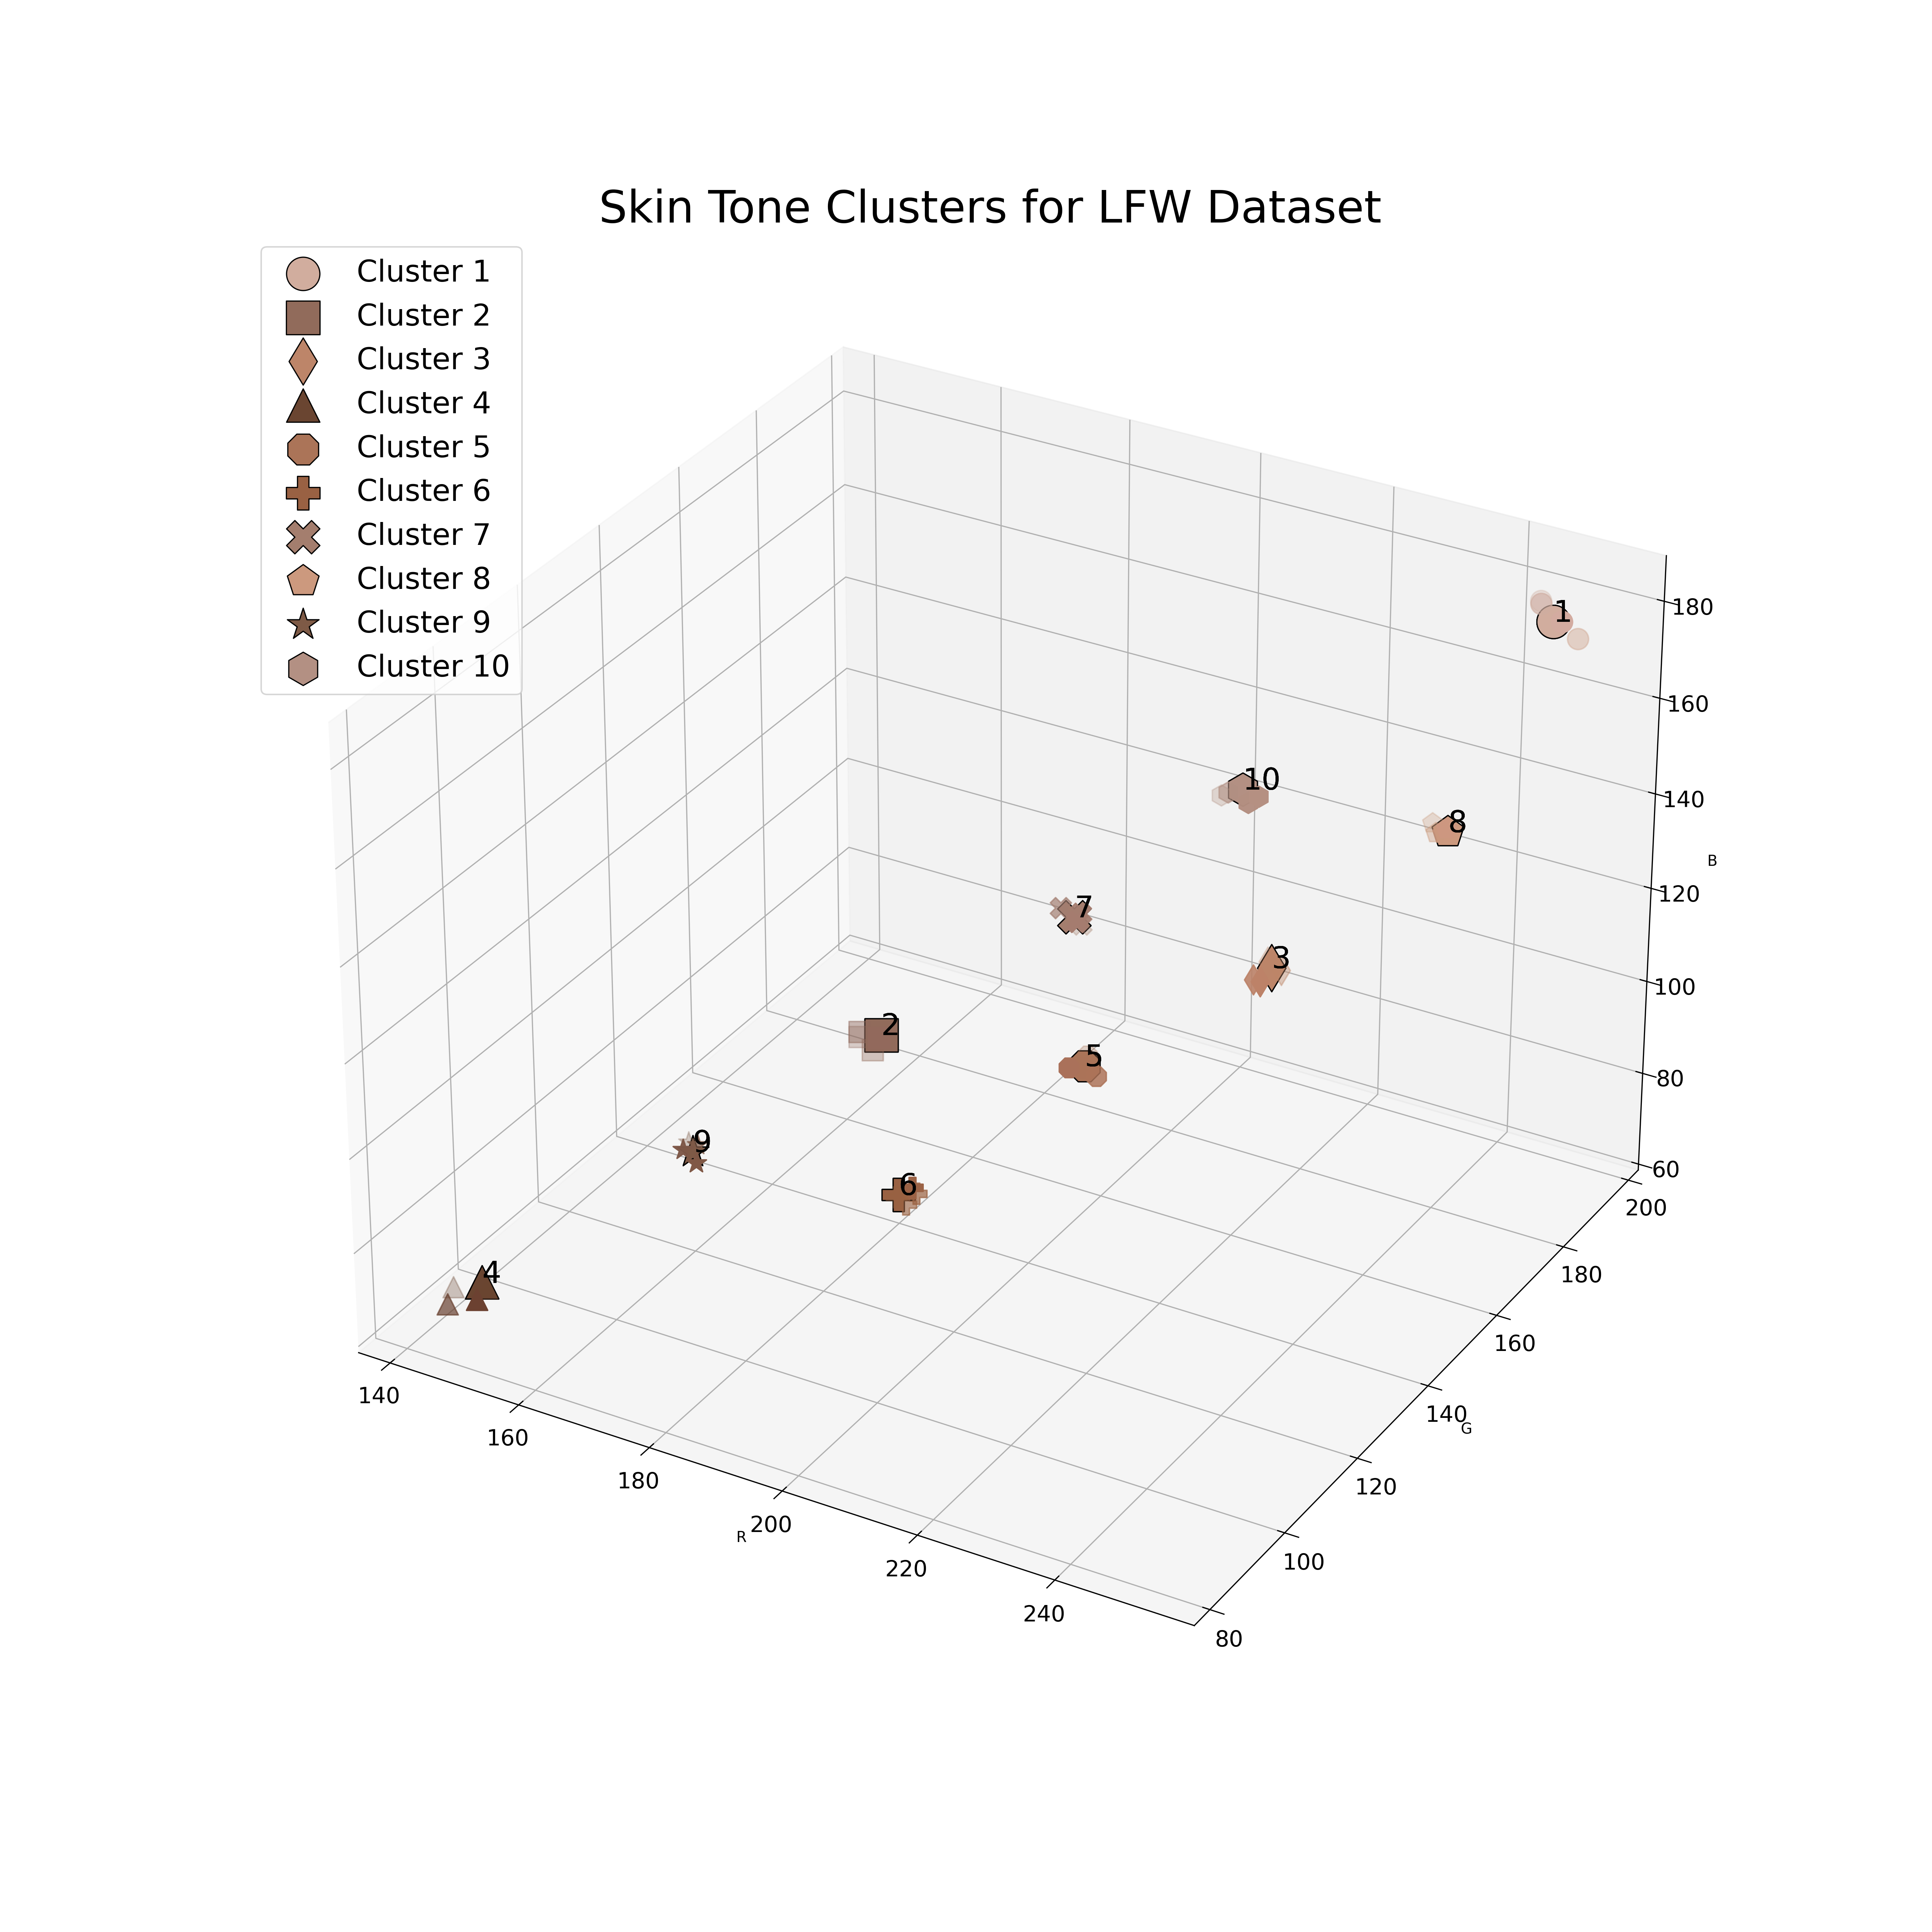 Skin Tone Clusters for LFW Dataset
Cluster 1
Cluster 2
Cluster 3
Cluster 4
Cluster 5
Cluster 6
Cluster 7
Cluster 8
Cluster 9
Cluster 10
1
10
8
7
3
2
5
9
6
4
180
160
140
B
120
100
80
60
200
180
160
140
G
120
100
80
140
160
180
200
R
220
240